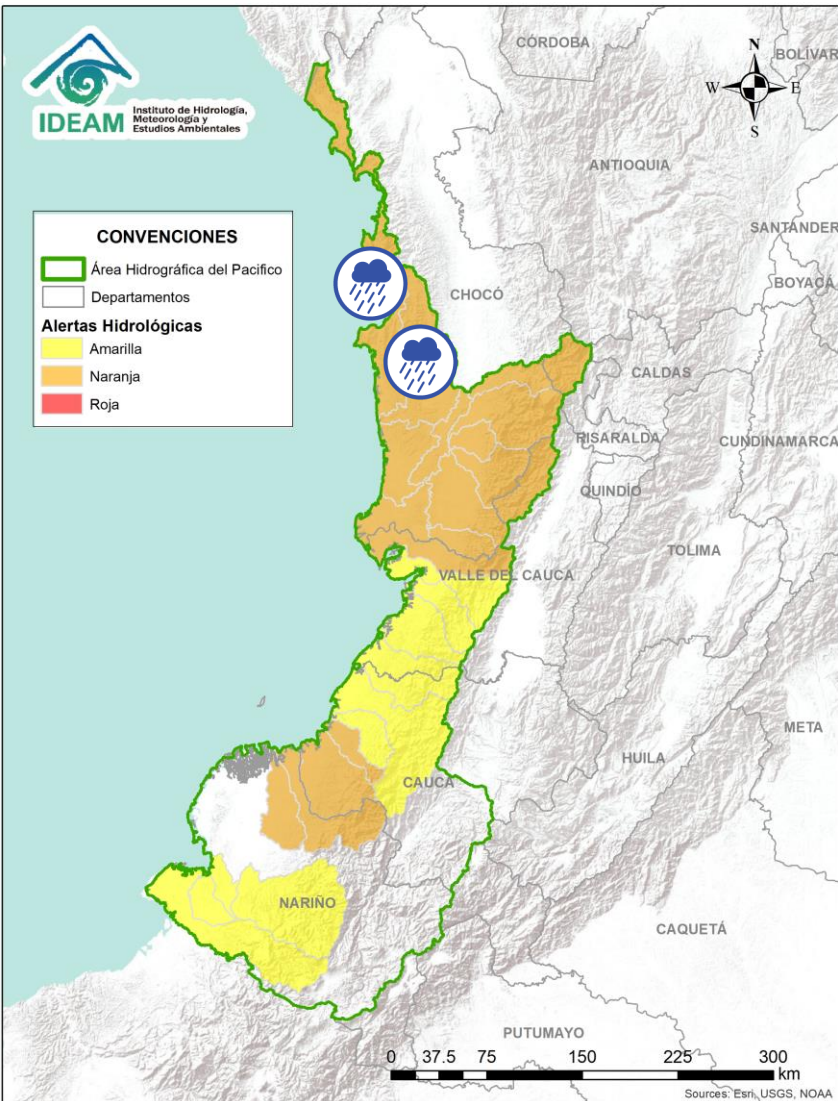 IDEAM
Instituto de Hidrología,
Meteorología y
Estudios Ambientales
N
W E
S
CÓRDOBA
BOLÍVAR
ANTIOQUIA
SANTANDER
BOYACÁ
CHOCÓ
CONVENCIONES
Área Hidrográfica del Pacifico
Departamentos
Alertas Hidrológicas
Amarilla
Naranja
Roja
CALDAS
RISARALDA
CUNDINAMARCA
QUINDÍO
TOLIMA
VALLE DEL CAUCA
META
HUILA
CAUCA
NARIÑO
CAQUETÁ
PUTUMAYO
0 37.5 75 150 225 300
km
Sources: Esri, USGS, NOAA